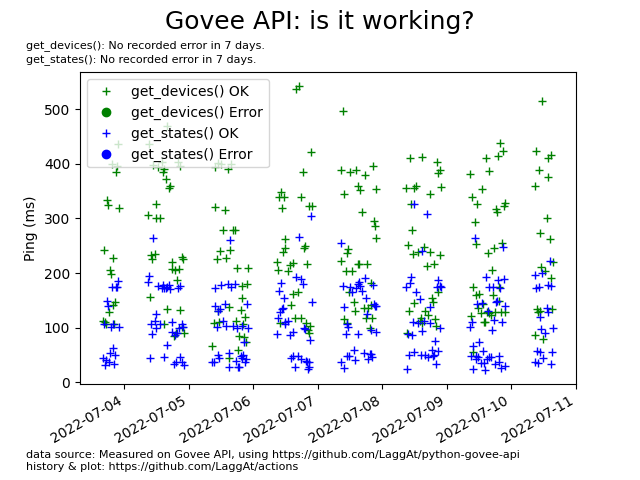 Govee API: is it working?
get_devices(): No recorded error in 7 days.
get_states(): No recorded error in 7 days.
get_devices() OK
get_devices() Error
get_states() OK
get_states() Error
Ping (ms)
500
400
300
200
100
0
2022-07-04
2022-07-05
2022-07-06
2022-07-07
2022-07-08
2022-07-09
2022-07-10
2022-07-11
data source: Measured on Govee API, using https://github.com/LaggAt/python-govee-api
history & plot: https://github.com/LaggAt/actions